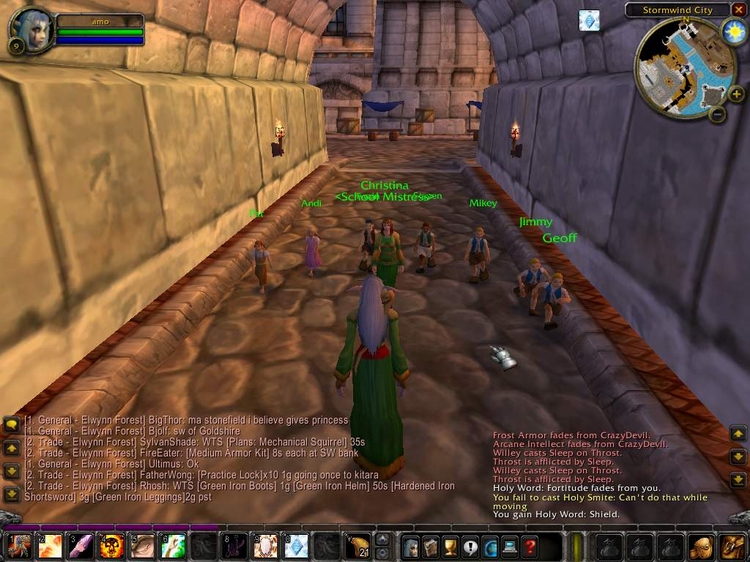 amo
9
Stormwind City
N
Christina
<School Mistress>
Andi
Mikey
Jimmy
Geoff
[1. General - Elwynn Forest] BigThor: ma stonefield i believe gives princess
[1. General - Elwynn Forest] Bjolf: sw of Goldshire
[2. Trade - Elwynn Forest] SylvanShade: WTS [Plans: Mechanical Squirrel] 35s
[2. Trade - Elwynn Forest] FireEater: [Medium Armor Kit] 8s each at SW bank
[1. General - Elwynn Forest] Ultimus: Ok
[2. Trade - Elwynn Forest] FatherWong: [Practice Lock]x10 1g going once to kitara
[2. Trade - Elwynn Forest] Rhosh: WTS [Green Iron Boots] 1g [Green Iron Helm] 50s [Hardened Iron
Shortsword] 3g [Green Iron Leggings]2g pst
Frost Armor fades from CrazyDevil.
Arcane Intellect fades from CrazyDevil.
Willey casts Sleep on Throst.
Thrast is afflicted by Sleep.
Willey casts Sleep on Throst.
Thrast is afflicted by Sleep.
Holy Word: Fortitude fades from you.
You fail to cast Holy Smite: Can't do that while
moving
You gain Holy Word: Shield.
24